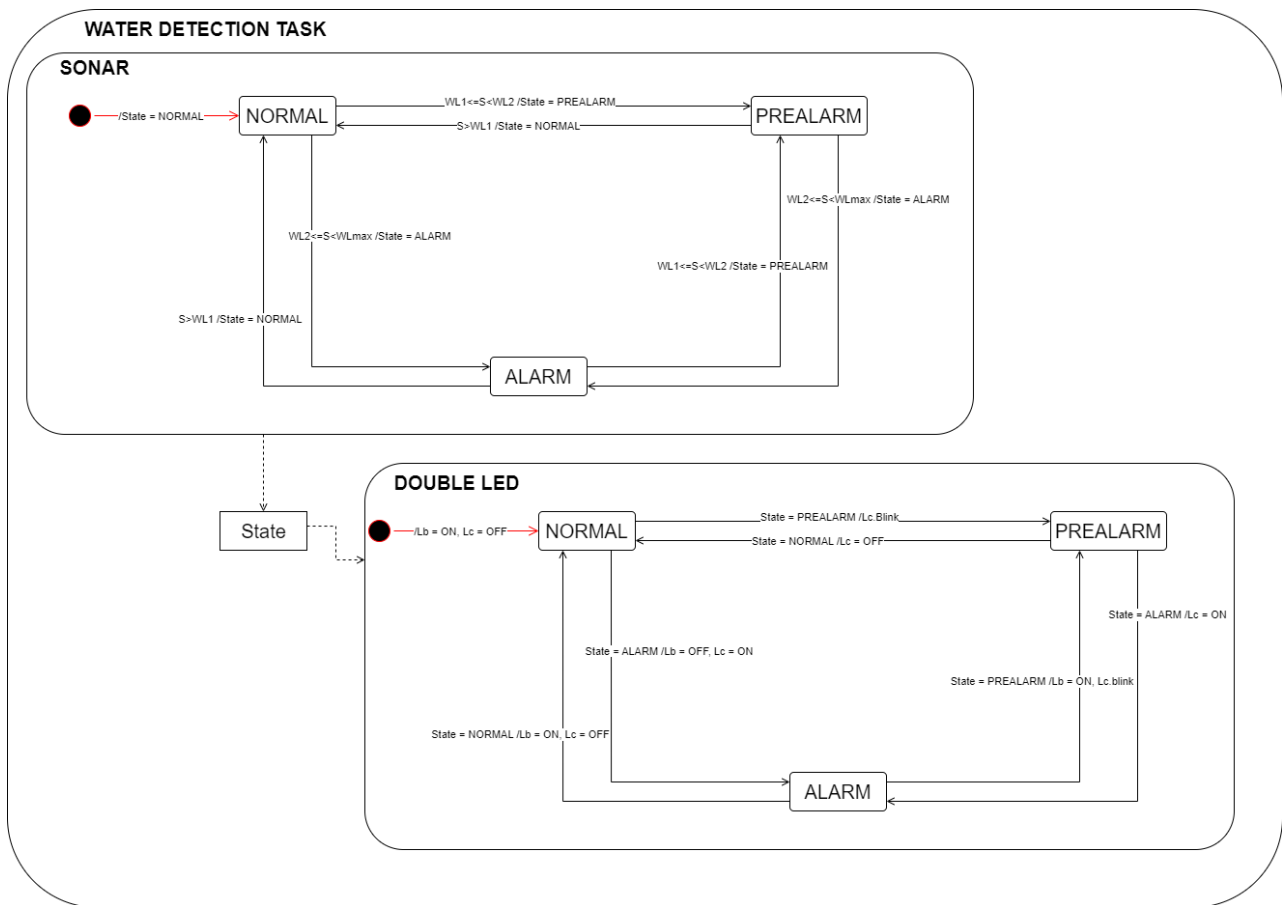 WATER DETECTION TASK
SONAR
/State = NORMAL
NORMAL
WL1<=S<WL2 /State = PREALARM
S>WL1 /State = NORMAL
PREALARM
WL2<=S<WLmax /State = ALARM
WL2<=S<WLmax /State = ALARM
WL1<=S<WL2 /State = PREALARM
S>WL1 /State = NORMAL
ALARM
State
DOUBLE LED
/Lb = ON, Lc = OFF
NORMAL
State = PREALARM /Lc.Blink
State = NORMAL /Lc = OFF
PREALARM
State = ALARM /Lc = ON
State = ALARM /Lb = OFF, Lc = ON
State = PREALARM /Lb = ON, Lc.blink
State = NORMAL /Lb = ON, Lc = OFF
ALARM